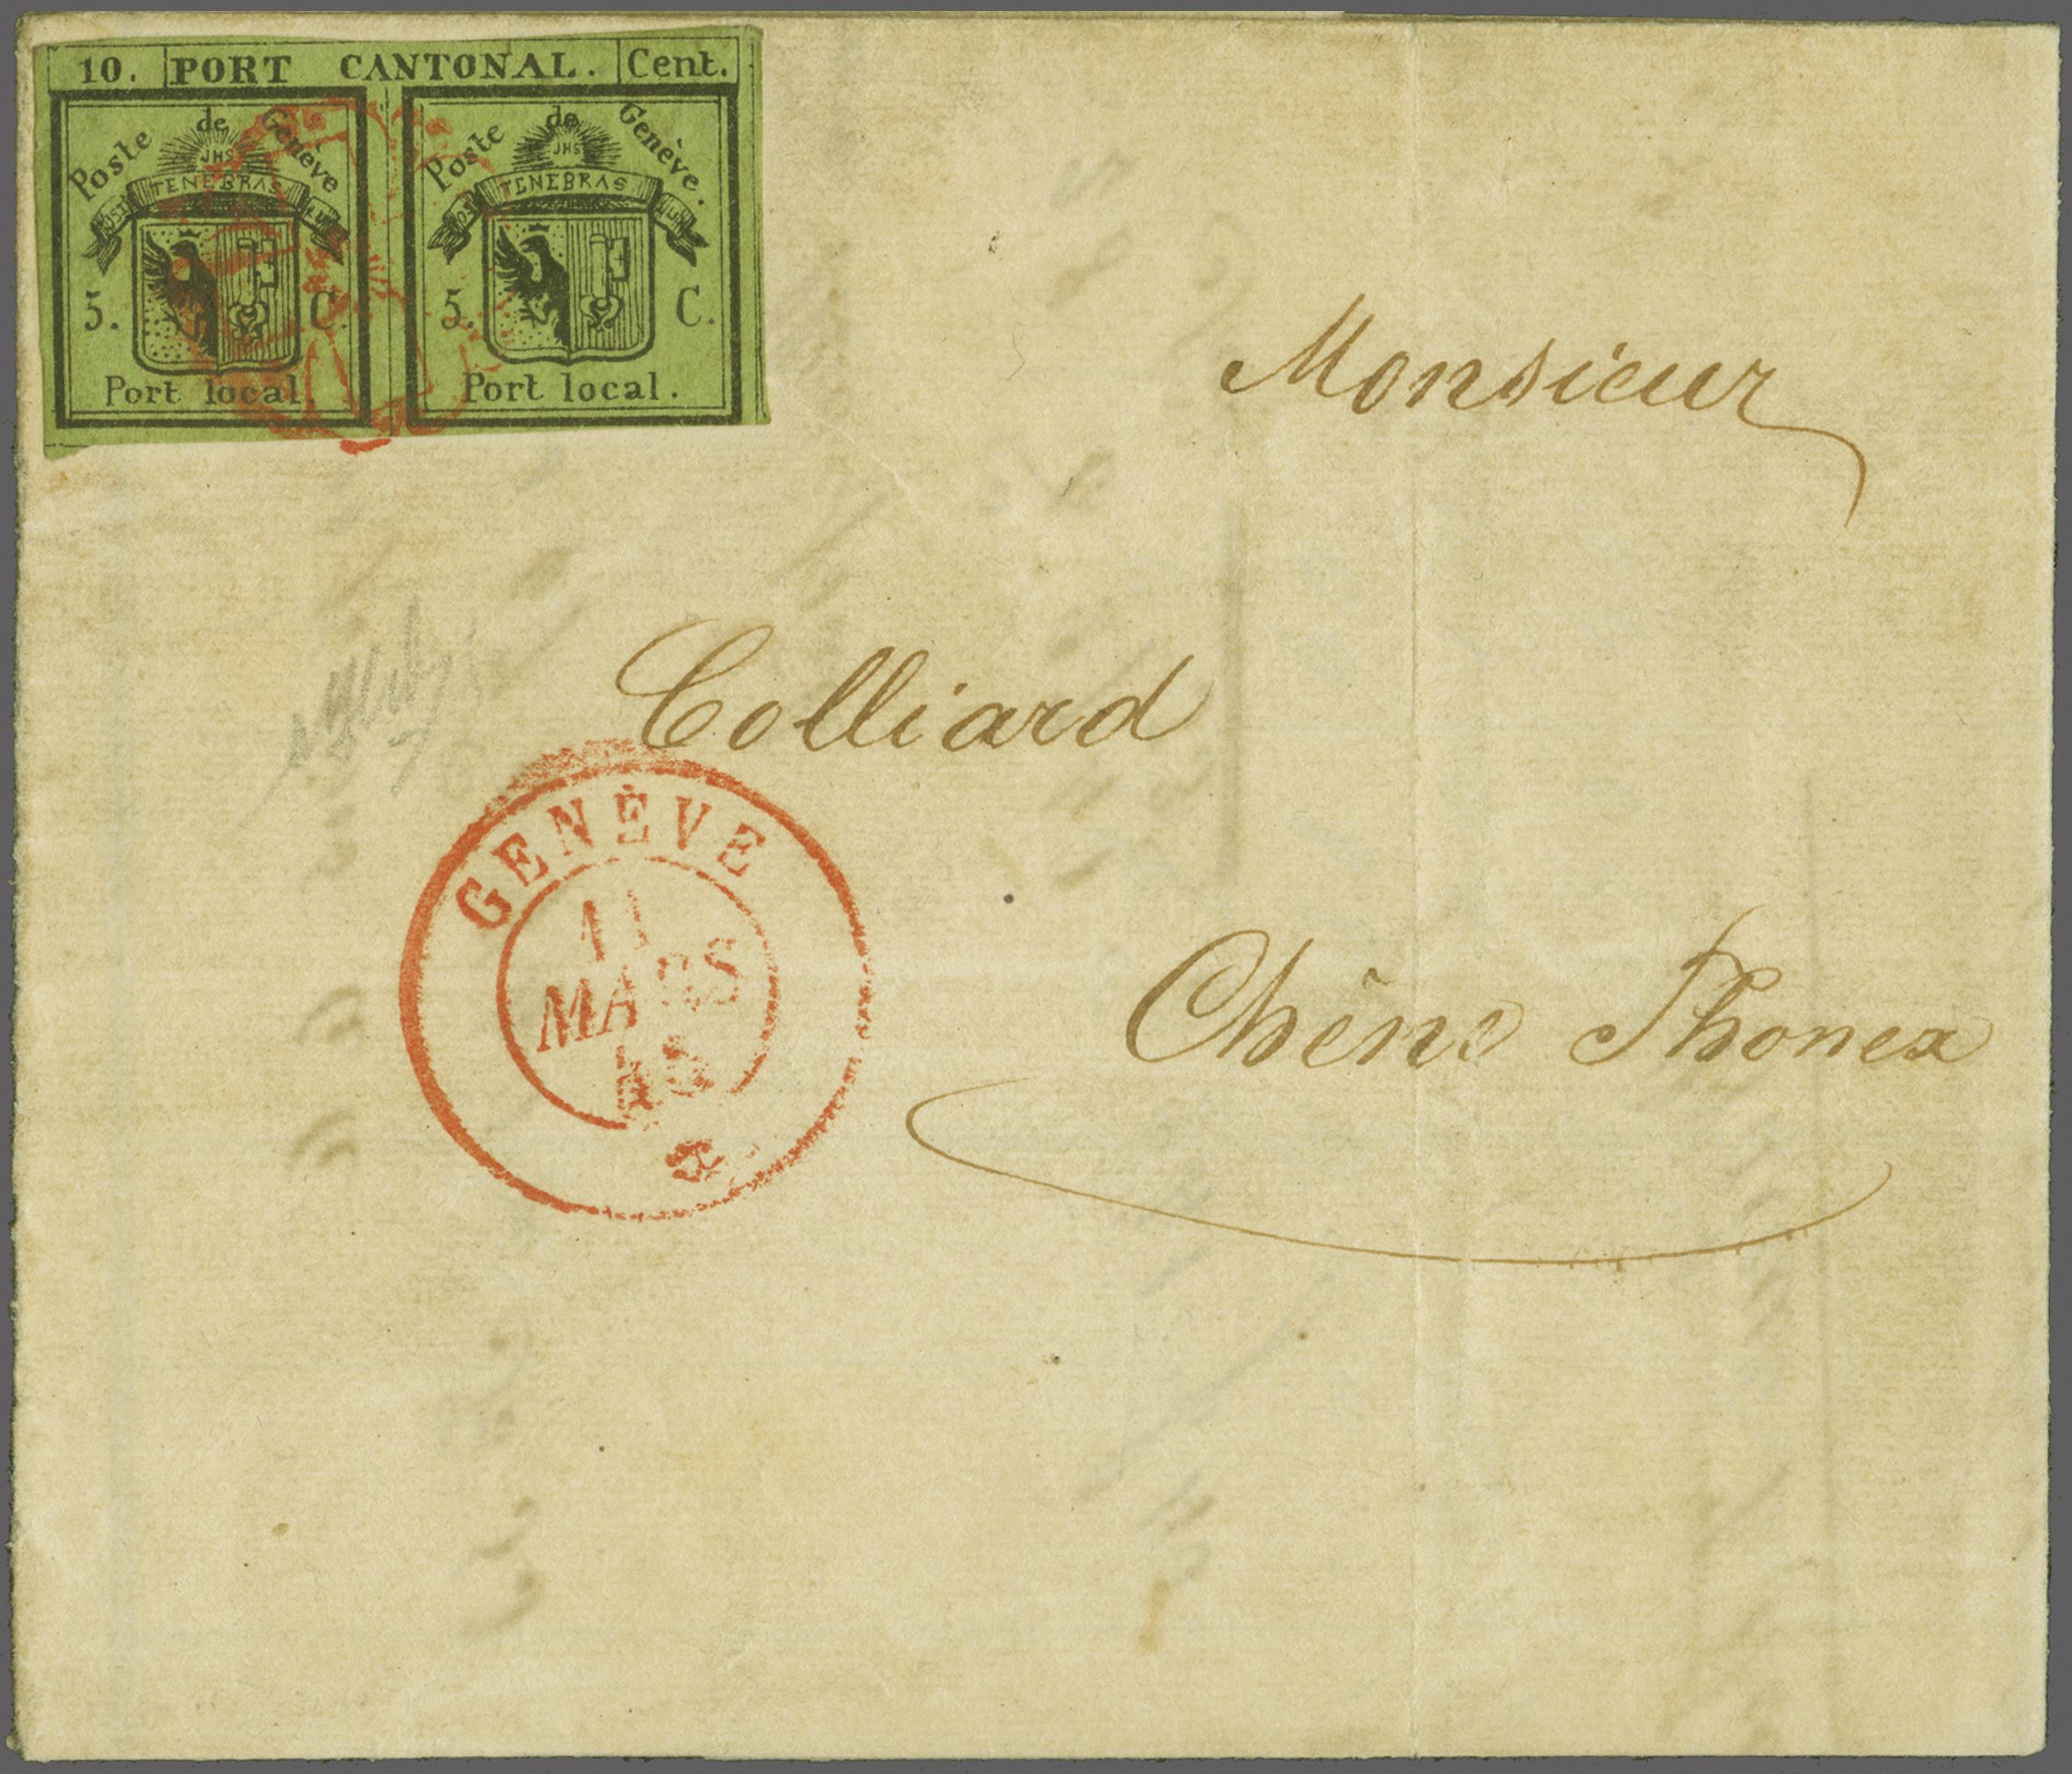 10. PORT CANTONAL. Cent.
Poste de Genève
JHS
TENEBRAS
5. C.
Port local.
Poste de Genève.
JHS
TENEBRAS
5. C.
Port local.
Monsieur
Colliard
GENÈVE
11
MARS
Chêne Thonex